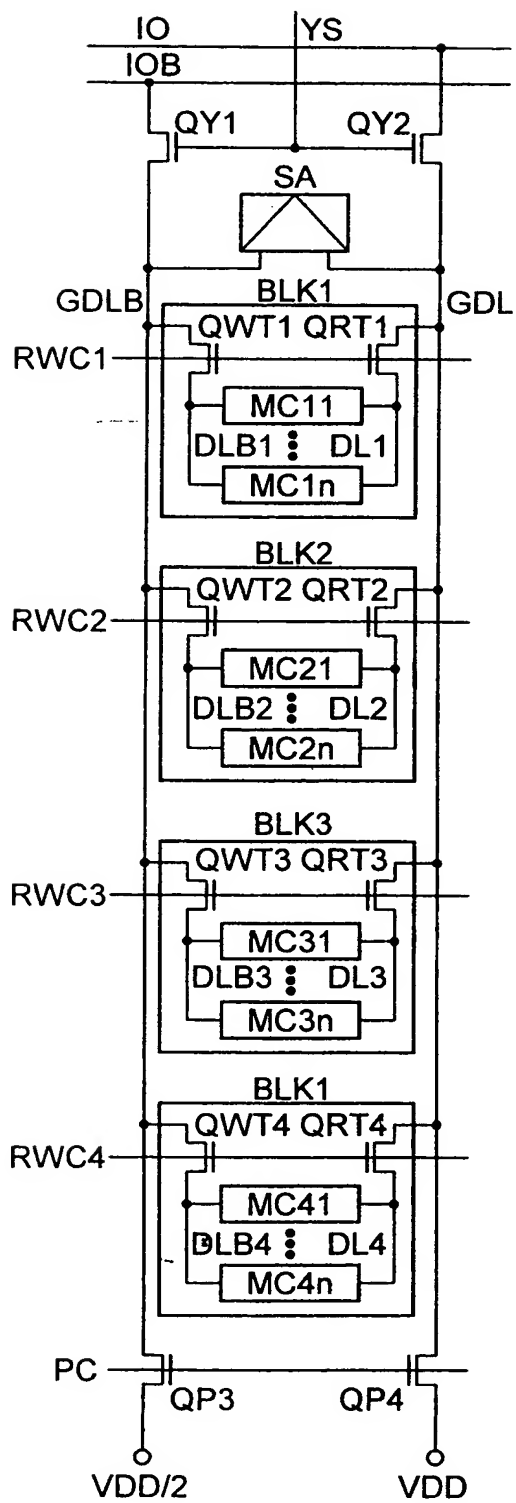 IO
YS
IOB
QY1
QY2
SA
GDLB
BLK1
GDL
QWT1 QRT1
RWC1
MC11
DLB1
DL1
MC1n
BLK2
QWT2 QRT2
RWC2
MC21
DLB2
DL2
MC2n
BLK3
QWT3 QRT3
RWC3
MC31
DLB3
DL3
MC3n
BLK1
QWT4 QRT4
RWC4
MC41
DLB4
DL4
MC4n
PC
QP3
QP4
VDD/2
VDD